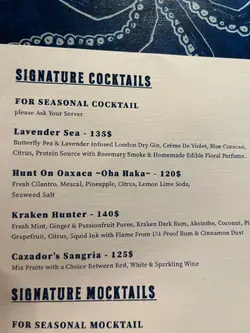 SIGNATURE COCKTAILS
FOR SEASONAL COCKTAIL
please Ask Your Server
Lavender Sea - 135$
Butterfly Pea & Lavender Infused London Dry Gin, Crème De Violet, Blue Curacao,
Citrus, Protein Source with Rosemary Smoke & Homemade Edible Floral Perfume
Hunt On Oaxaca ~Oha Haka~ - 120$
Fresh Cilantro, Mezcal, Pineapple, Citrus, Lemon Lime Soda,
Seaweed Salt
Kraken Hunter - 140$
Fresh Mint, Ginger & Passionfruit Puree, Kraken Dark Rum, Absinthe, Coconut,
Grapefruit, Citrus, Squid Ink with Flame From 151 Proof Rum & Cinnamon Dust
Cazador's Sangria - 125$
Mix Fruits with a Choice Between Red, White & Sparkling Wine
SIGNATURE MOCKTAILS
FOR SEASONAL MOCKTAIL